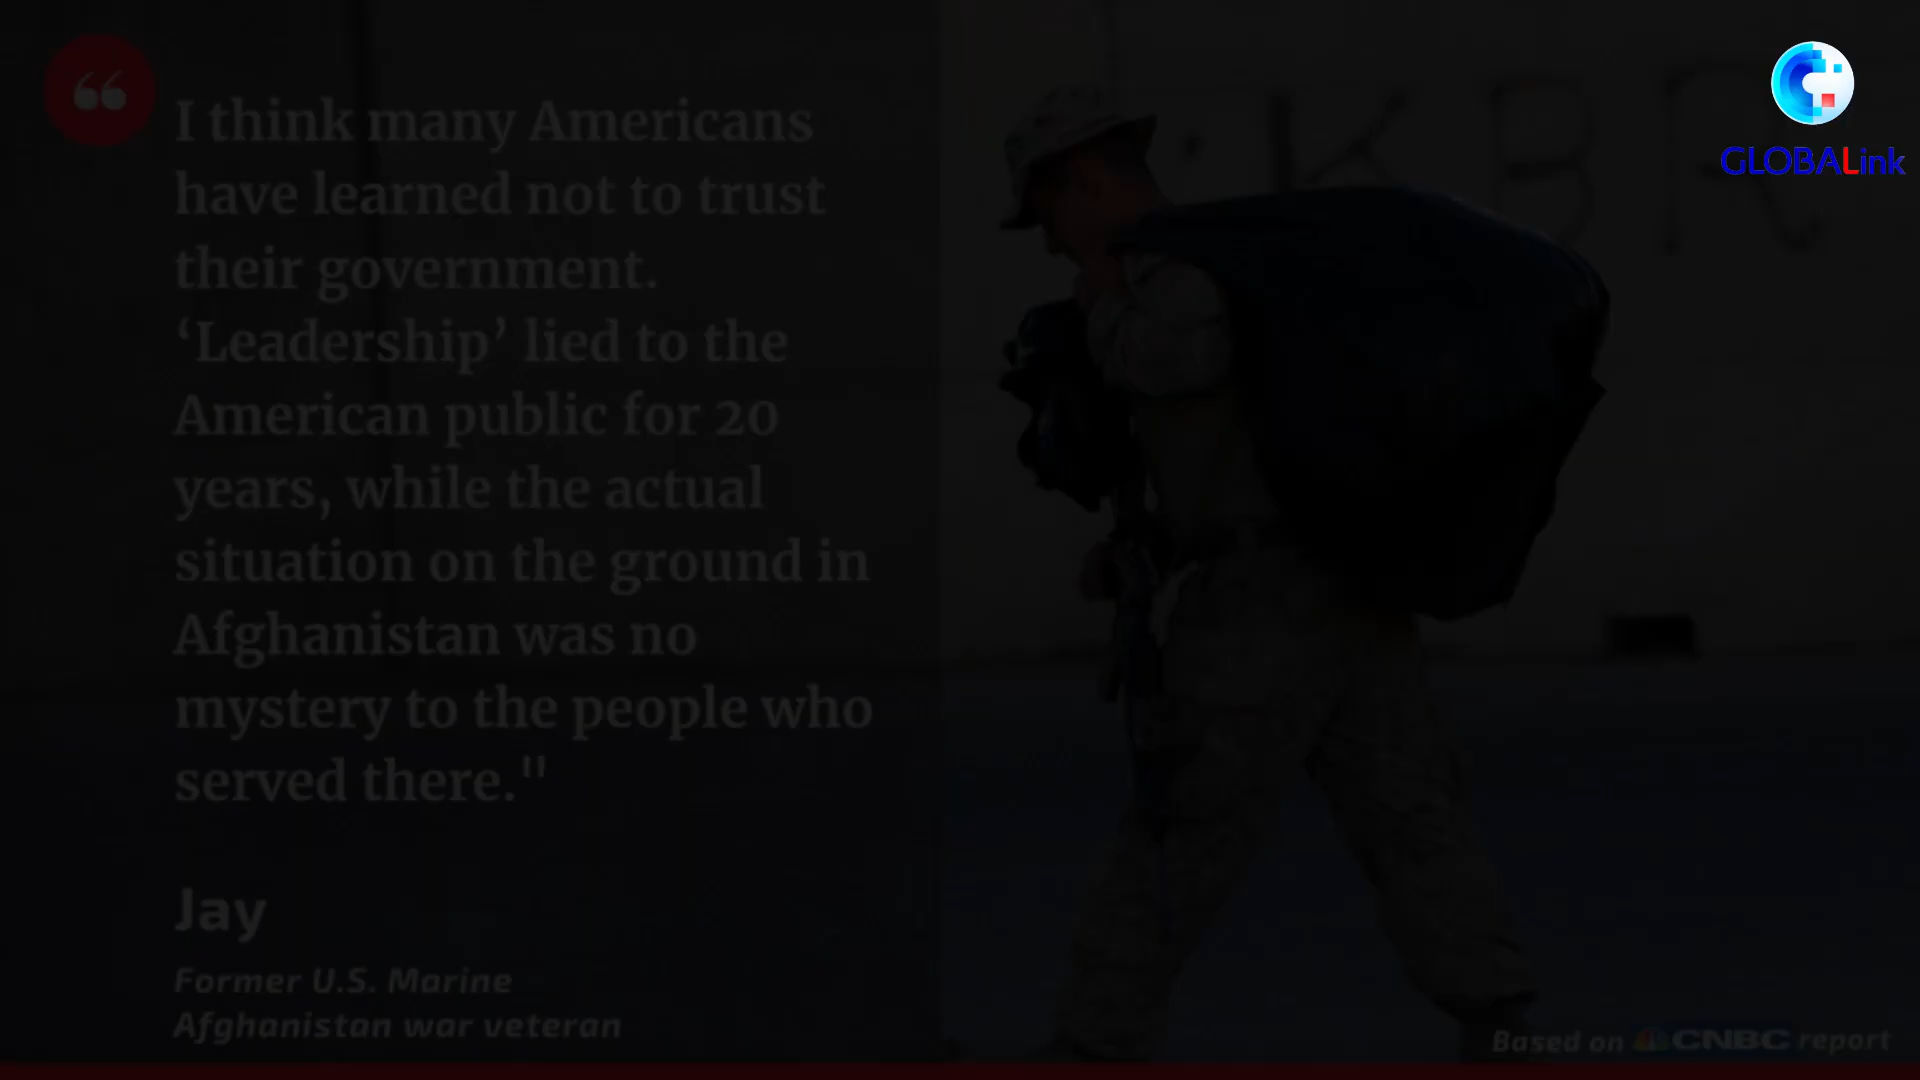 “
I think many Americans
have learned not to trust
their government.
‘Leadership’ lied to the
American public for 20
years, while the actual
situation on the ground in
Afghanistan was no
mystery to the people who
served there."
Jay
Former U.S. Marine
Afghanistan war veteran
GLOBALink
KBR
Based on CNBC report